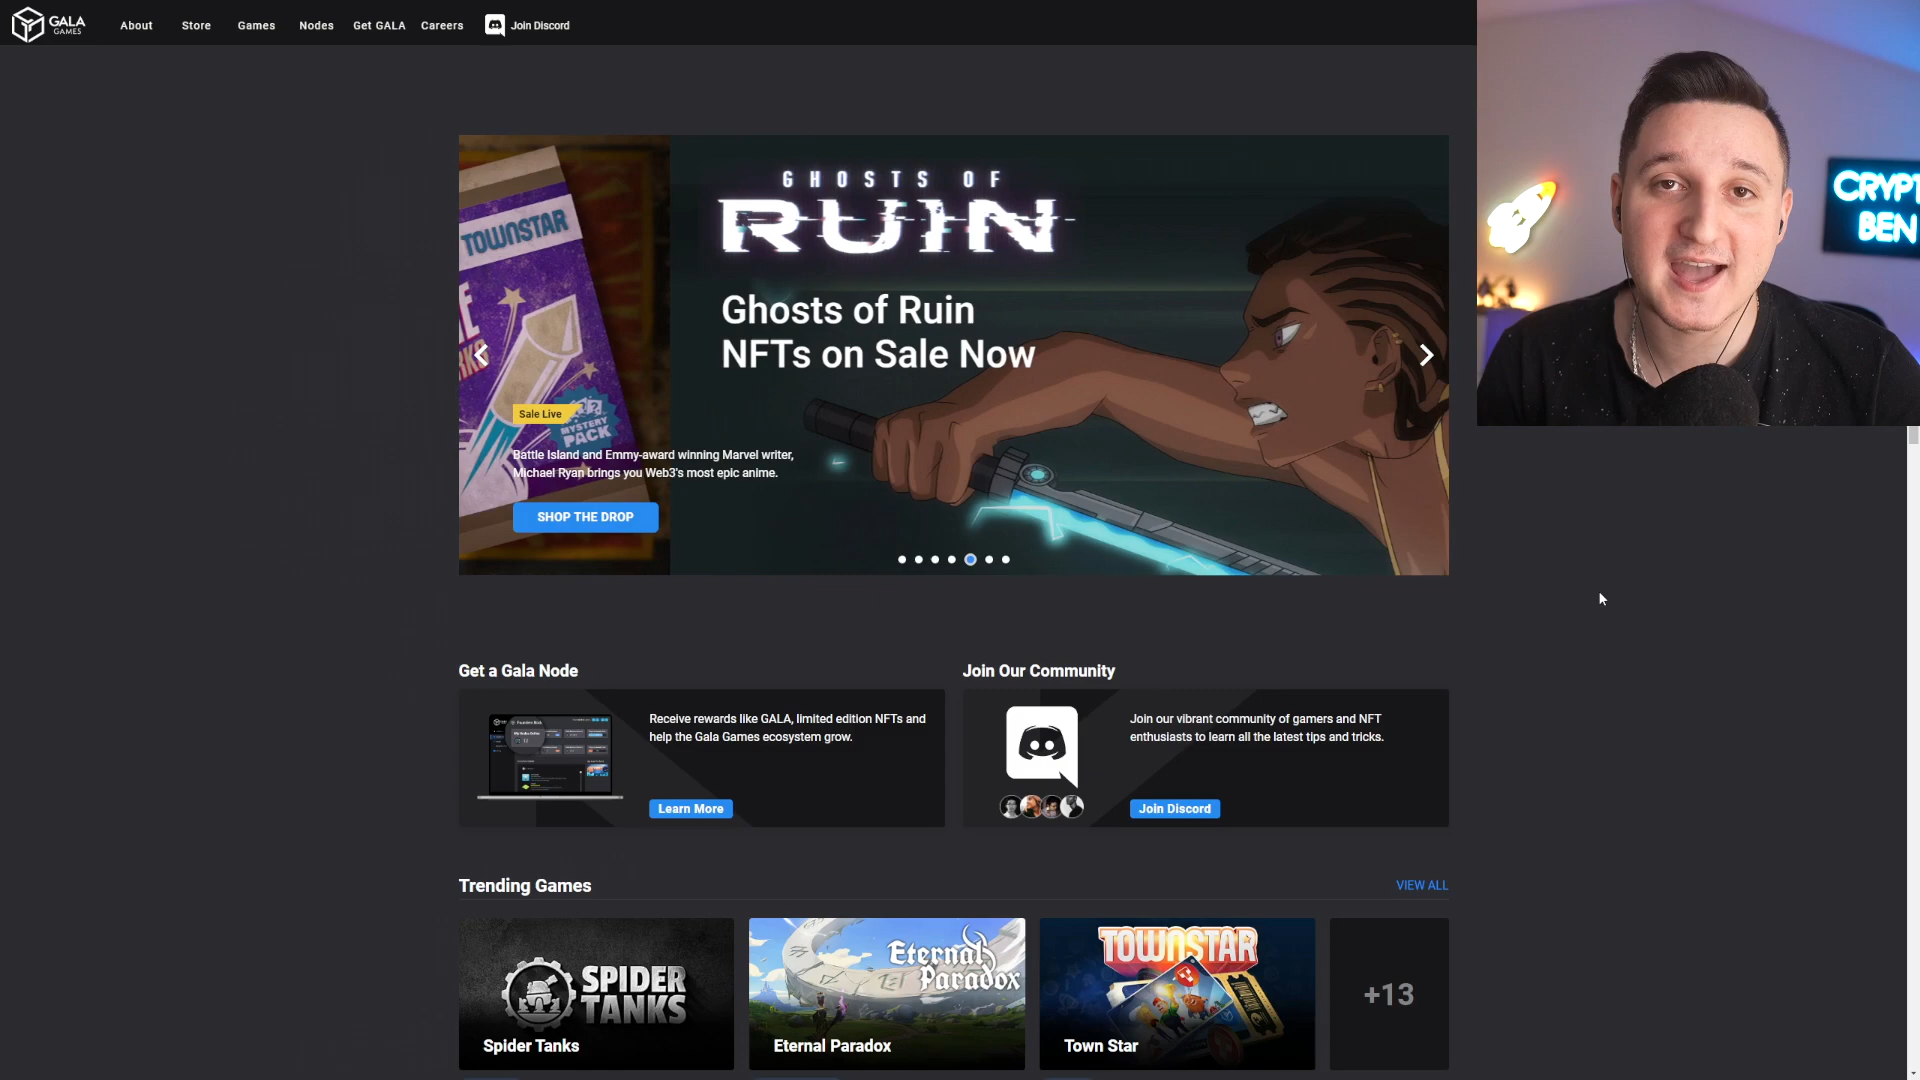 GALA
GAMES
About
Store
Games
Nodes
Get GALA
Careers
Join Discord
CRYPT
BEN
TOWNSTAR
MYSTERY
PACK
GHOSTS OF
RUIN
Ghosts of Ruin
NFTs on Sale Now
Sale Live
Battle Island and Emmy-award winning Marvel writer,
Michael Ryan brings you Web3's most epic anime.
SHOP THE DROP
Get a Gala Node
Receive rewards like GALA, limited edition NFTs and
help the Gala Games ecosystem grow.
Learn More
Join Our Community
Join our vibrant community of gamers and NFT
enthusiasts to learn all the latest tips and tricks.
Join Discord
Trending Games
VIEW ALL
SPIDER
TANKS
Spider Tanks
Eternal
Paradox
Eternal Paradox
TOWNSTAR
Town Star
+13